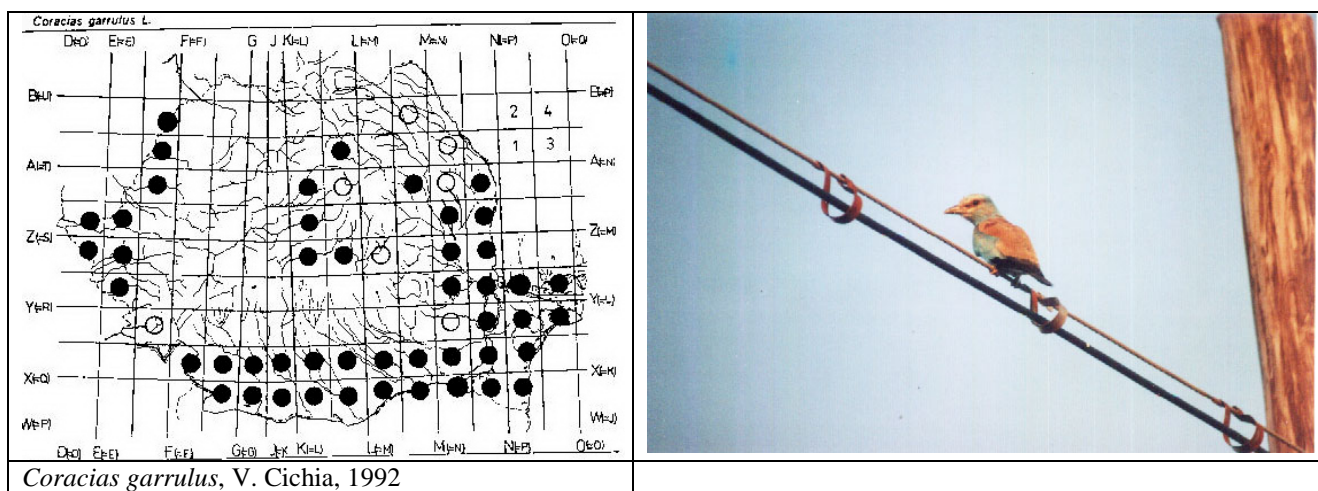 Coracias garrulus L.
D(=D) E(=E) F(=F) G J K(=L) L(=M) M(=N) N(=P) O(=Q)
B(=U)
2 4
1 3
A(=T) A(=N)
Z(=S) Z(=M)
Y(=R) Y(=L)
X(=Q) X(=K)
W(=P) W(=J)
E(=E) F(=F) G(=G) K(=L) L(=M) M(=N) N(=P)
Coracias garrulus, V. Cichia, 1992